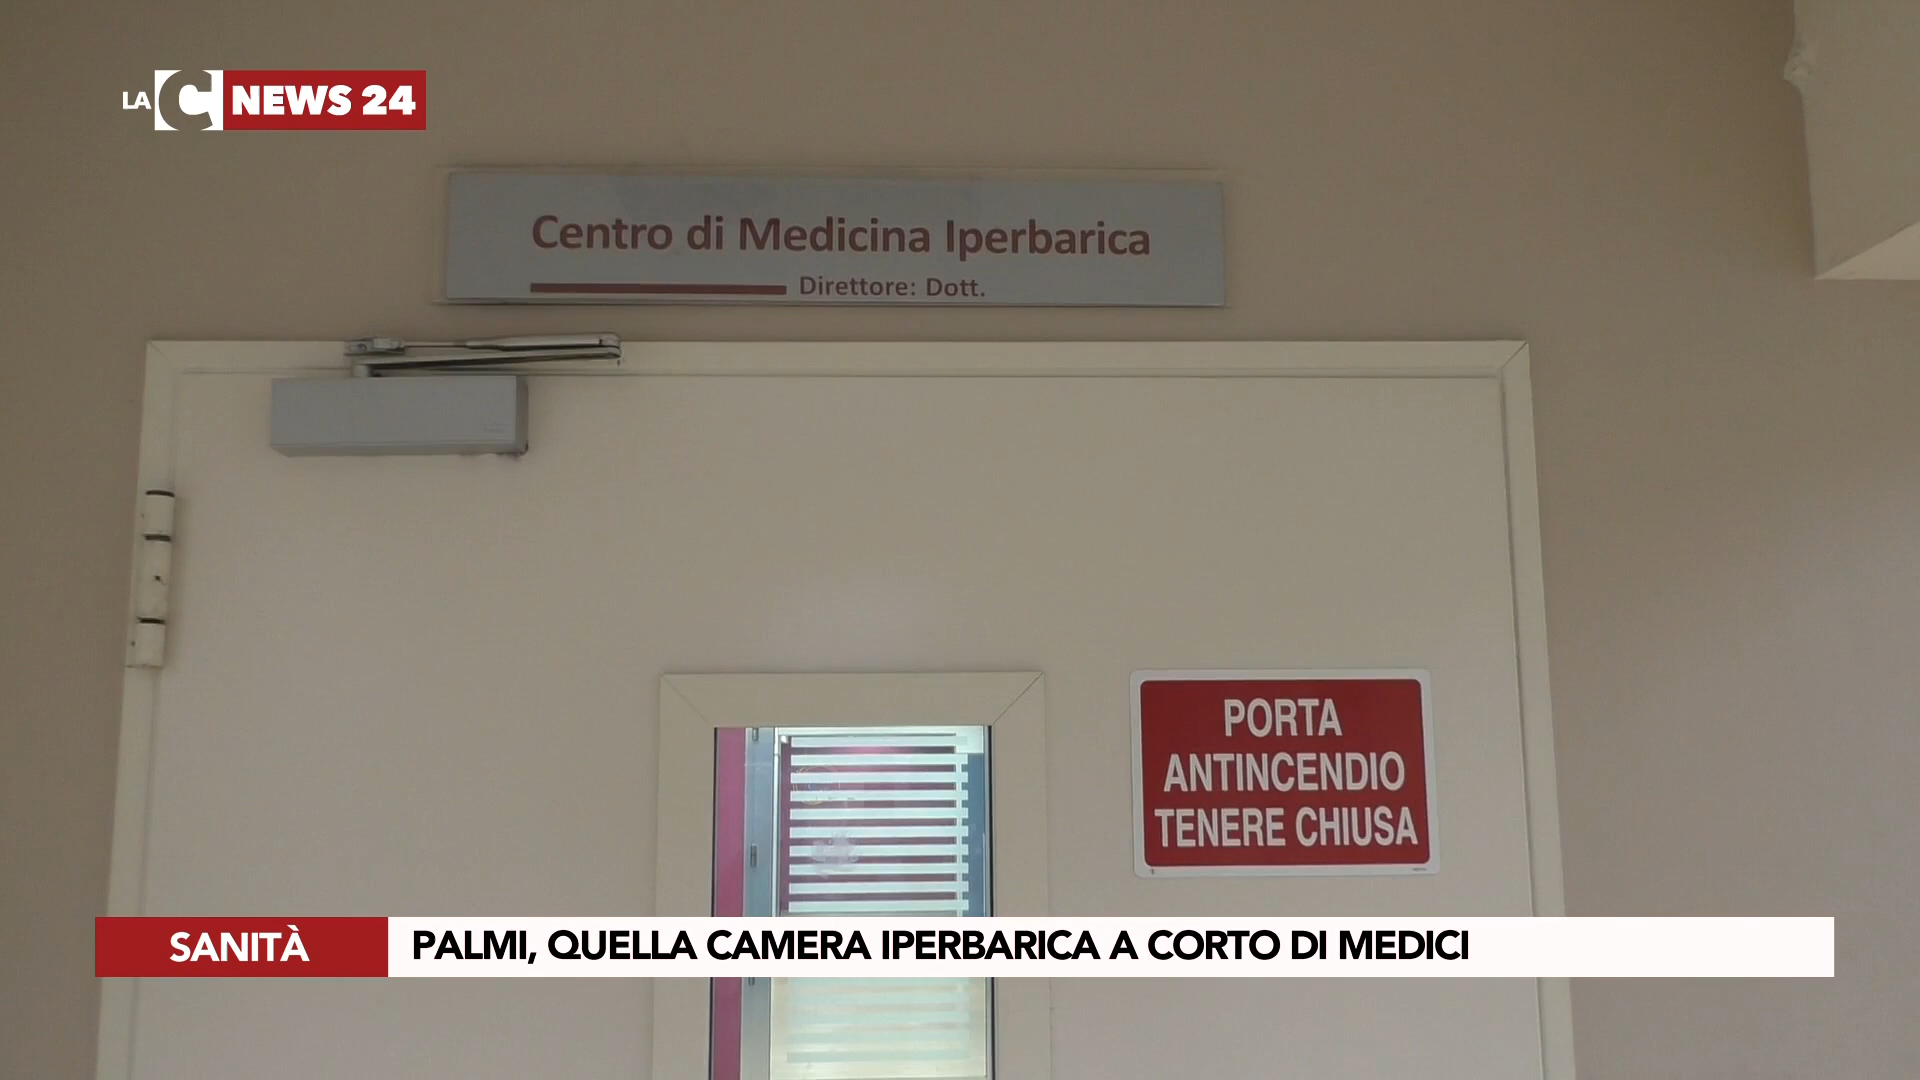 LA C NEWS 24
Centro di Medicina Iperbarica
Direttore: Dott.
PORTA
ANTINCENDIO
TENERE CHIUSA
SANITÀ
PALMI, QUELLA CAMERA IPERBARICA A CORTO DI MEDICI